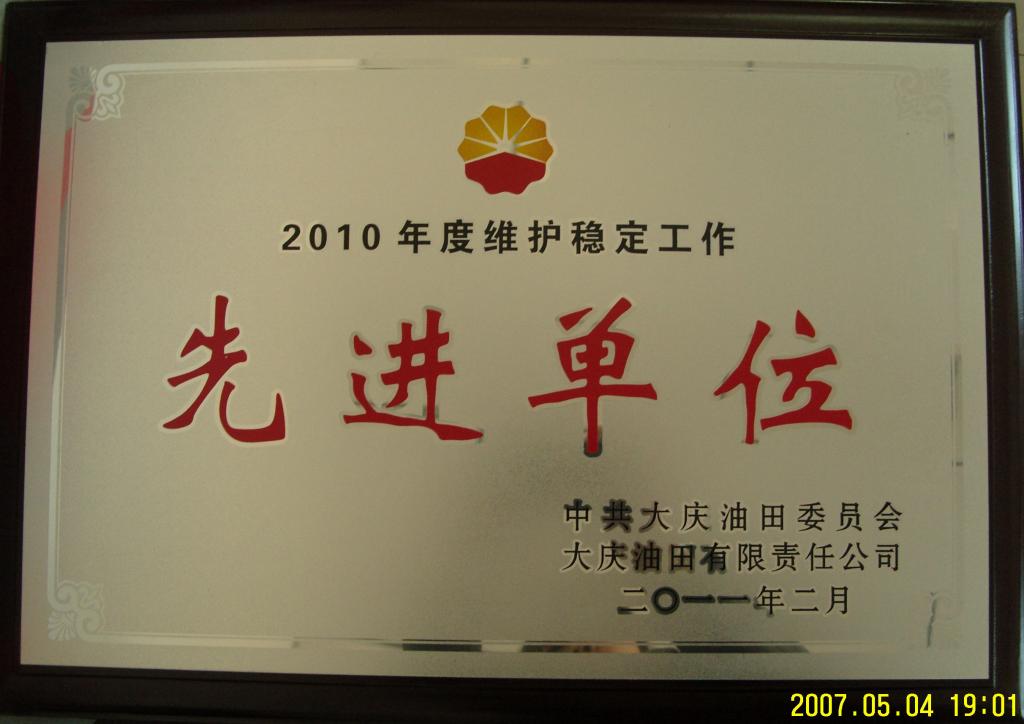 2010年度维护稳定工作
先进单位
中共大庆油田委员会
大庆油田有限责任公司
二〇一一年二月
2007.05.04 19:01